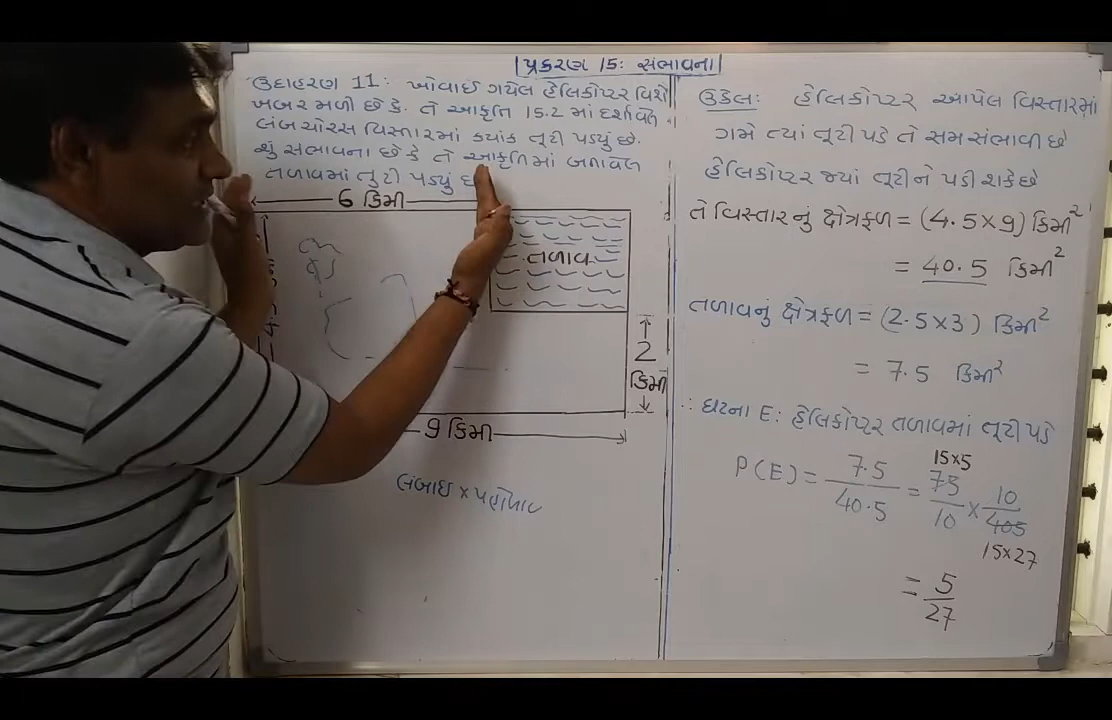 પ્રકરણ 15: સંભાવના
ઉદાહરણ 11: ખોવાઈ ગયેલ હેલિકોપ્ટર વિશે
ખબર મળી છે કે તે આકૃતિ 15.2 માં દર્શાવેલ
લંબચોરસ વિસ્તારમાં કયાંક તૂટી પડ્યું છે.
શું સંભાવના છે કે તે આકૃતિમાં બતાવેલ
તળાવમાં તુટી પડ્યું
6 કિમી
તળાવ
2
કિમી
9 કિમી
લંબાઇ × પહોળાઇ
ઉકેલ: હેલિકોપ્ટર આપેલ વિસ્તારમાં
ગમે ત્યાં તૂટી પડે તે સમસંભાવી છે
હેલિકોપ્ટર જ્યાં તૂટીને પડી શકે છે
તે વિસ્તારનું ક્ષેત્રફળ = (4.5×9) કિમી²
= 40.5 કિમી²
તળાવનું ક્ષેત્રફળ = (2.5×3) કિમી²
= 7.5 કિમી²
∴ ઘટના E: હેલિકોપ્ટર તળાવમાં તૂટી પડે
P(E) = 7.5/40.5 = 75/10 × 10/405
15×5
15×27
= 5/27